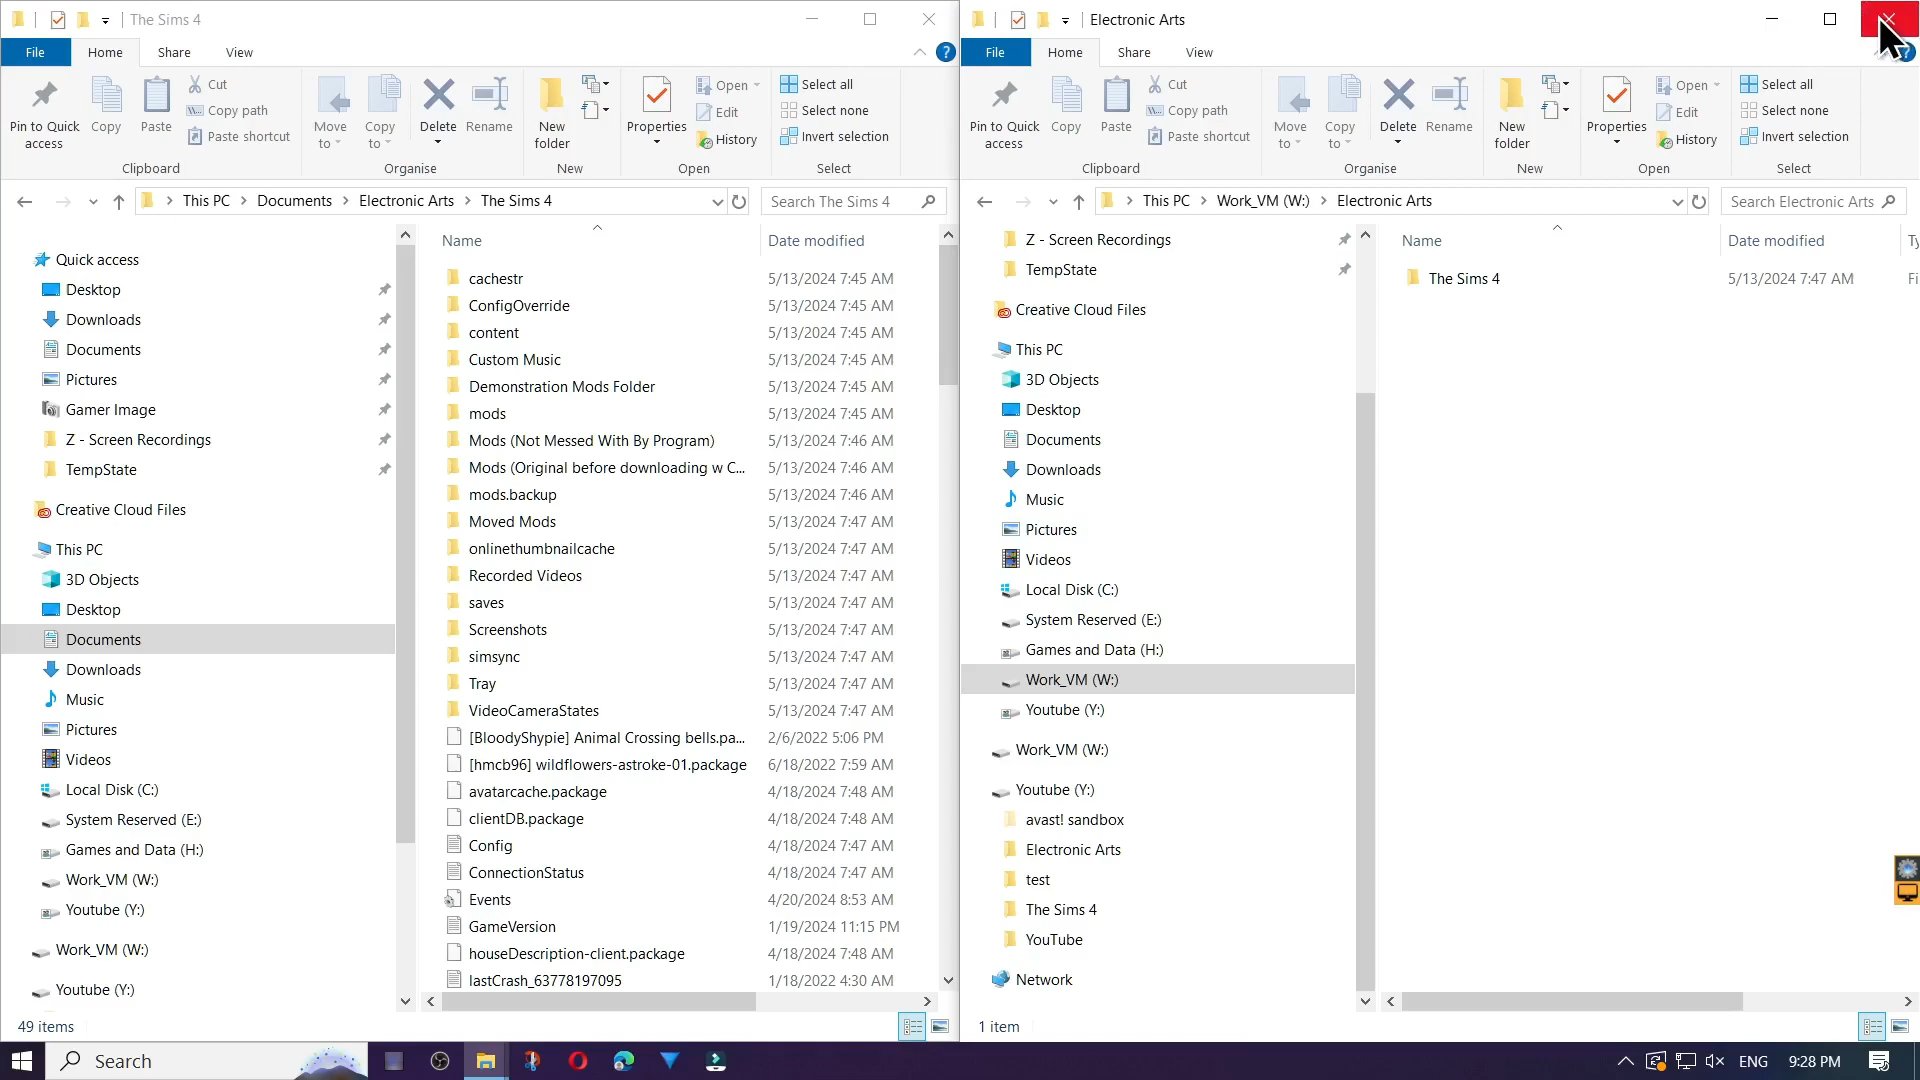 The Sims 4
File
Home
Share
View
Pin to Quick access
Copy
Paste
Cut
Copy path
Paste shortcut
Clipboard
Move to
Copy to
Delete
Rename
Organise
New folder
New
Properties
Open
Edit
History
Open
Select all
Select none
Invert selection
Select
This PC
Documents
Electronic Arts
The Sims 4
Search The Sims 4
Quick access
Desktop
Downloads
Documents
Pictures
Gamer Image
Z - Screen Recordings
TempState
Creative Cloud Files
This PC
3D Objects
Desktop
Documents
Downloads
Music
Pictures
Videos
Local Disk (C:)
System Reserved (E:)
Games and Data (H:)
Work_VM (W:)
Youtube (Y:)
Work_VM (W:)
Youtube (Y:)
Name Date modified
cachestr 5/13/2024 7:45 AM
ConfigOverride 5/13/2024 7:45 AM
content 5/13/2024 7:45 AM
Custom Music 5/13/2024 7:45 AM
Demonstration Mods Folder 5/13/2024 7:45 AM
mods 5/13/2024 7:45 AM
Mods (Not Messed With By Program) 5/13/2024 7:46 AM
Mods (Original before downloading w C... 5/13/2024 7:46 AM
mods.backup 5/13/2024 7:46 AM
Moved Mods 5/13/2024 7:47 AM
onlinethumbnailcache 5/13/2024 7:47 AM
Recorded Videos 5/13/2024 7:47 AM
saves 5/13/2024 7:47 AM
Screenshots 5/13/2024 7:47 AM
simsync 5/13/2024 7:47 AM
Tray 5/13/2024 7:47 AM
VideoCameraStates 5/13/2024 7:47 AM
[BloodyShypie] Animal Crossing bells.pa... 2/6/2022 5:06 PM
[hmcb96] wildflowers-astroke-01.package 6/18/2022 7:59 AM
avatarcache.package 4/18/2024 7:48 AM
clientDB.package 4/18/2024 7:48 AM
Config 4/18/2024 7:47 AM
ConnectionStatus 4/18/2024 7:47 AM
Events 4/20/2024 8:53 AM
GameVersion 1/19/2024 11:15 PM
houseDescription-client.package 4/18/2024 7:48 AM
lastCrash_63778197095 1/18/2022 4:30 AM
49 items
Electronic Arts
File
Home
Share
View
Pin to Quick access
Copy
Paste
Cut
Copy path
Paste shortcut
Clipboard
Move to
Copy to
Delete
Rename
Organise
New folder
New
Properties
Open
Edit
History
Open
Select all
Select none
Invert selection
Select
This PC
Work_VM (W:)
Electronic Arts
Search Electronic Arts
Z - Screen Recordings
TempState
Creative Cloud Files
This PC
3D Objects
Desktop
Documents
Downloads
Music
Pictures
Videos
Local Disk (C:)
System Reserved (E:)
Games and Data (H:)
Work_VM (W:)
Youtube (Y:)
Work_VM (W:)
Youtube (Y:)
avast! sandbox
Electronic Arts
test
The Sims 4
YouTube
Network
Name Date modified Ty
The Sims 4 5/13/2024 7:47 AM Fi
1 item
Search
ENG
9:28 PM